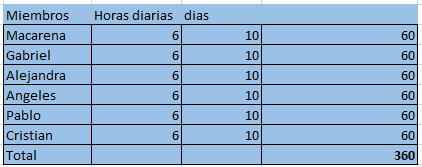 Miembros Horas diarias dias
Macarena 6 10 60
Gabriel 6 10 60
Alejandra 6 10 60
Angeles 6 10 60
Pablo 6 10 60
Cristian 6 10 60
Total 360